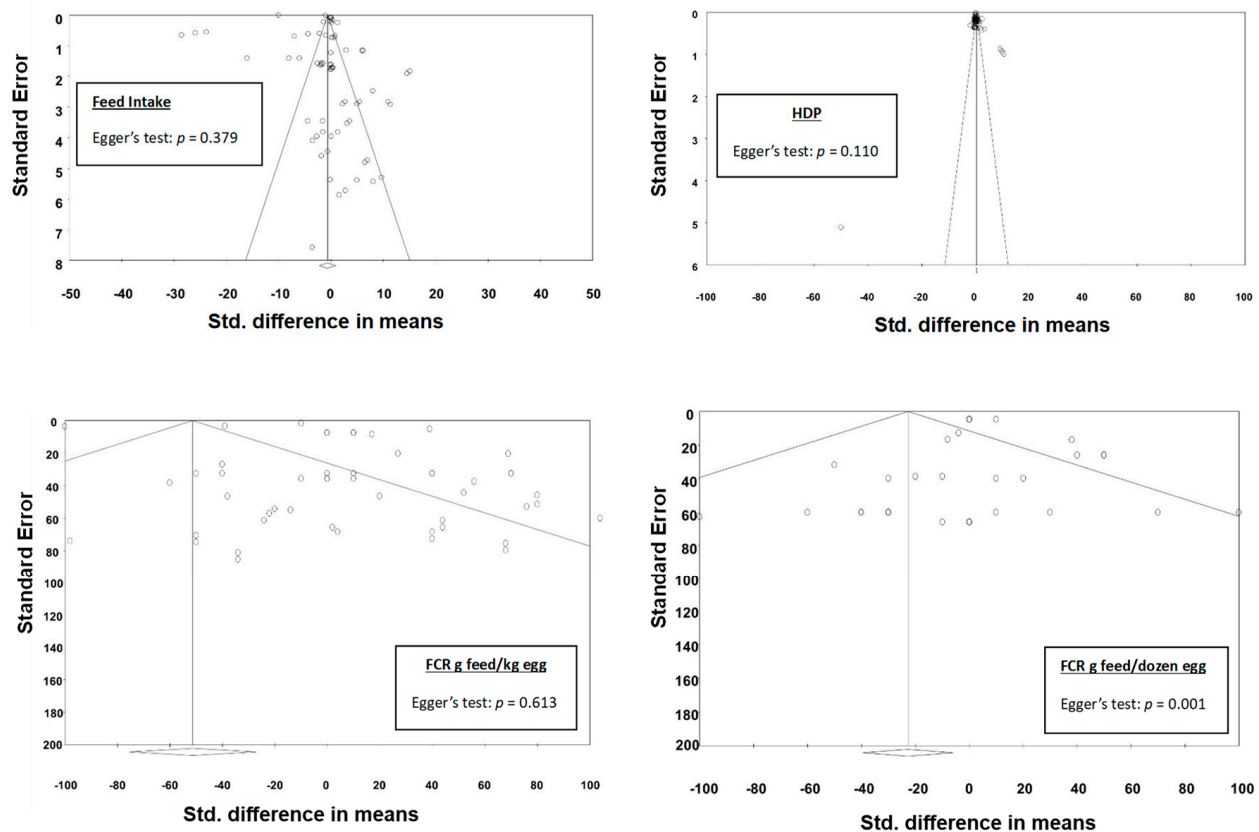 0
1
2
3
4
5
6
7
8
Standard Error
Feed Intake
Egger's test: p = 0.379
-50 -40 -30 -20 -10 0 10 20 30 40 50
Std. difference in means
0
1
2
3
4
5
6
Standard Error
HDP
Egger's test: p = 0.110
-100 -80 -60 -40 -20 0 20 40 60 80 100
Std. difference in means
0
20
40
60
80
100
120
140
160
180
200
Standard Error
FCR g feed/kg egg
Egger's test: p = 0.613
-100 -80 -60 -40 -20 0 20 40 60 80 100
Std. difference in means
0
20
40
60
80
100
120
140
160
180
200
Standard Error
FCR g feed/dozen egg
Egger's test: p = 0.001
-100 -80 -60 -40 -20 0 20 40 60 80 100
Std. difference in means